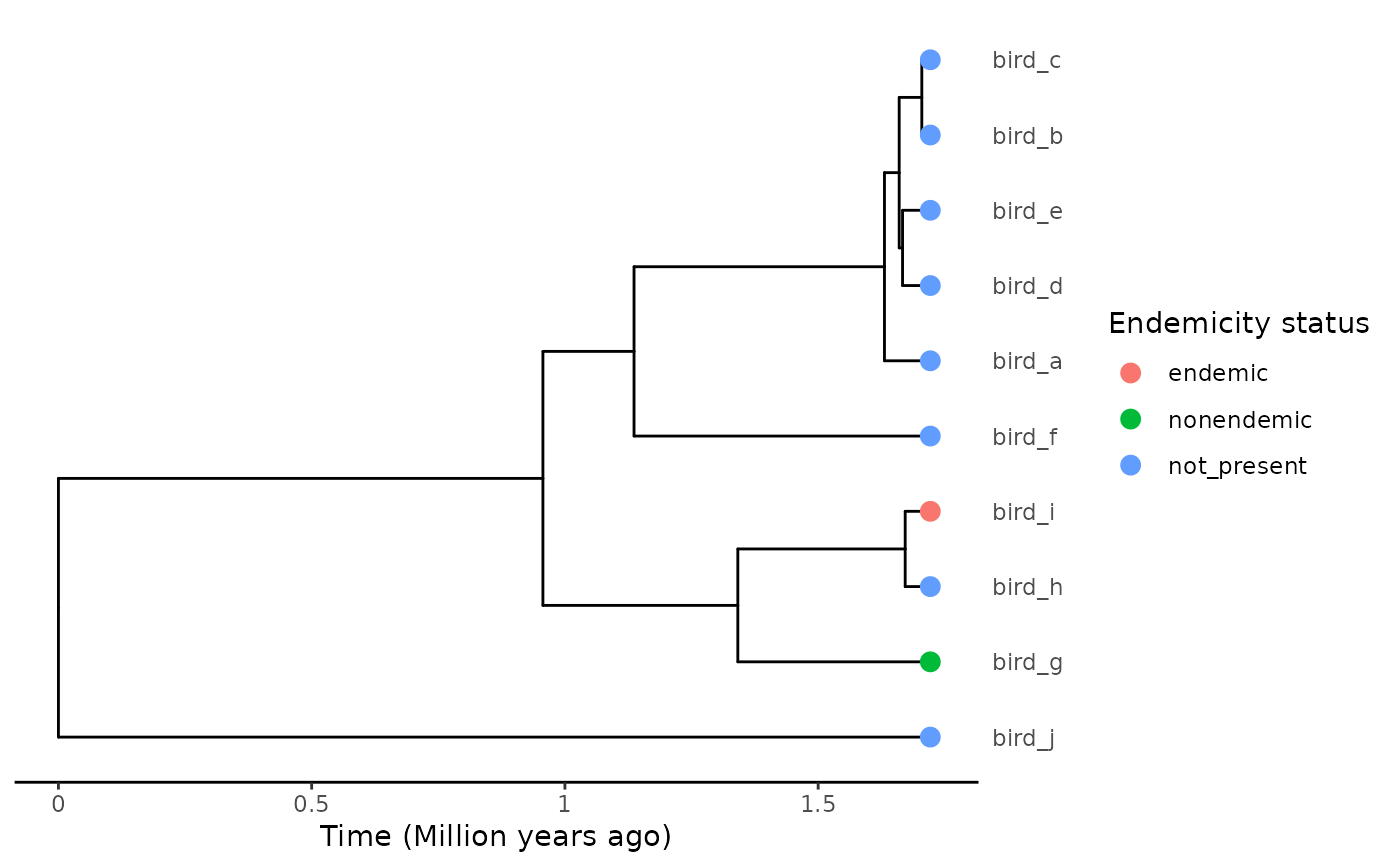 bird_c
bird_b
bird_e
bird_d
bird_a
bird_f
bird_i
bird_h
bird_g
bird_j
Endemicity status
endemic
nonendemic
not_present
0 0.5 1 1.5
Time (Million years ago)